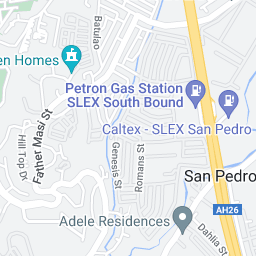 Batulao
en Homes
Petron Gas Station
SLEX South Bound
Father Masi St
Caltex - SLEX San Pedro
Hill Top Dr
Genesis St
Romans St
San Pedro
AH26
Adele Residences
Dahlia St